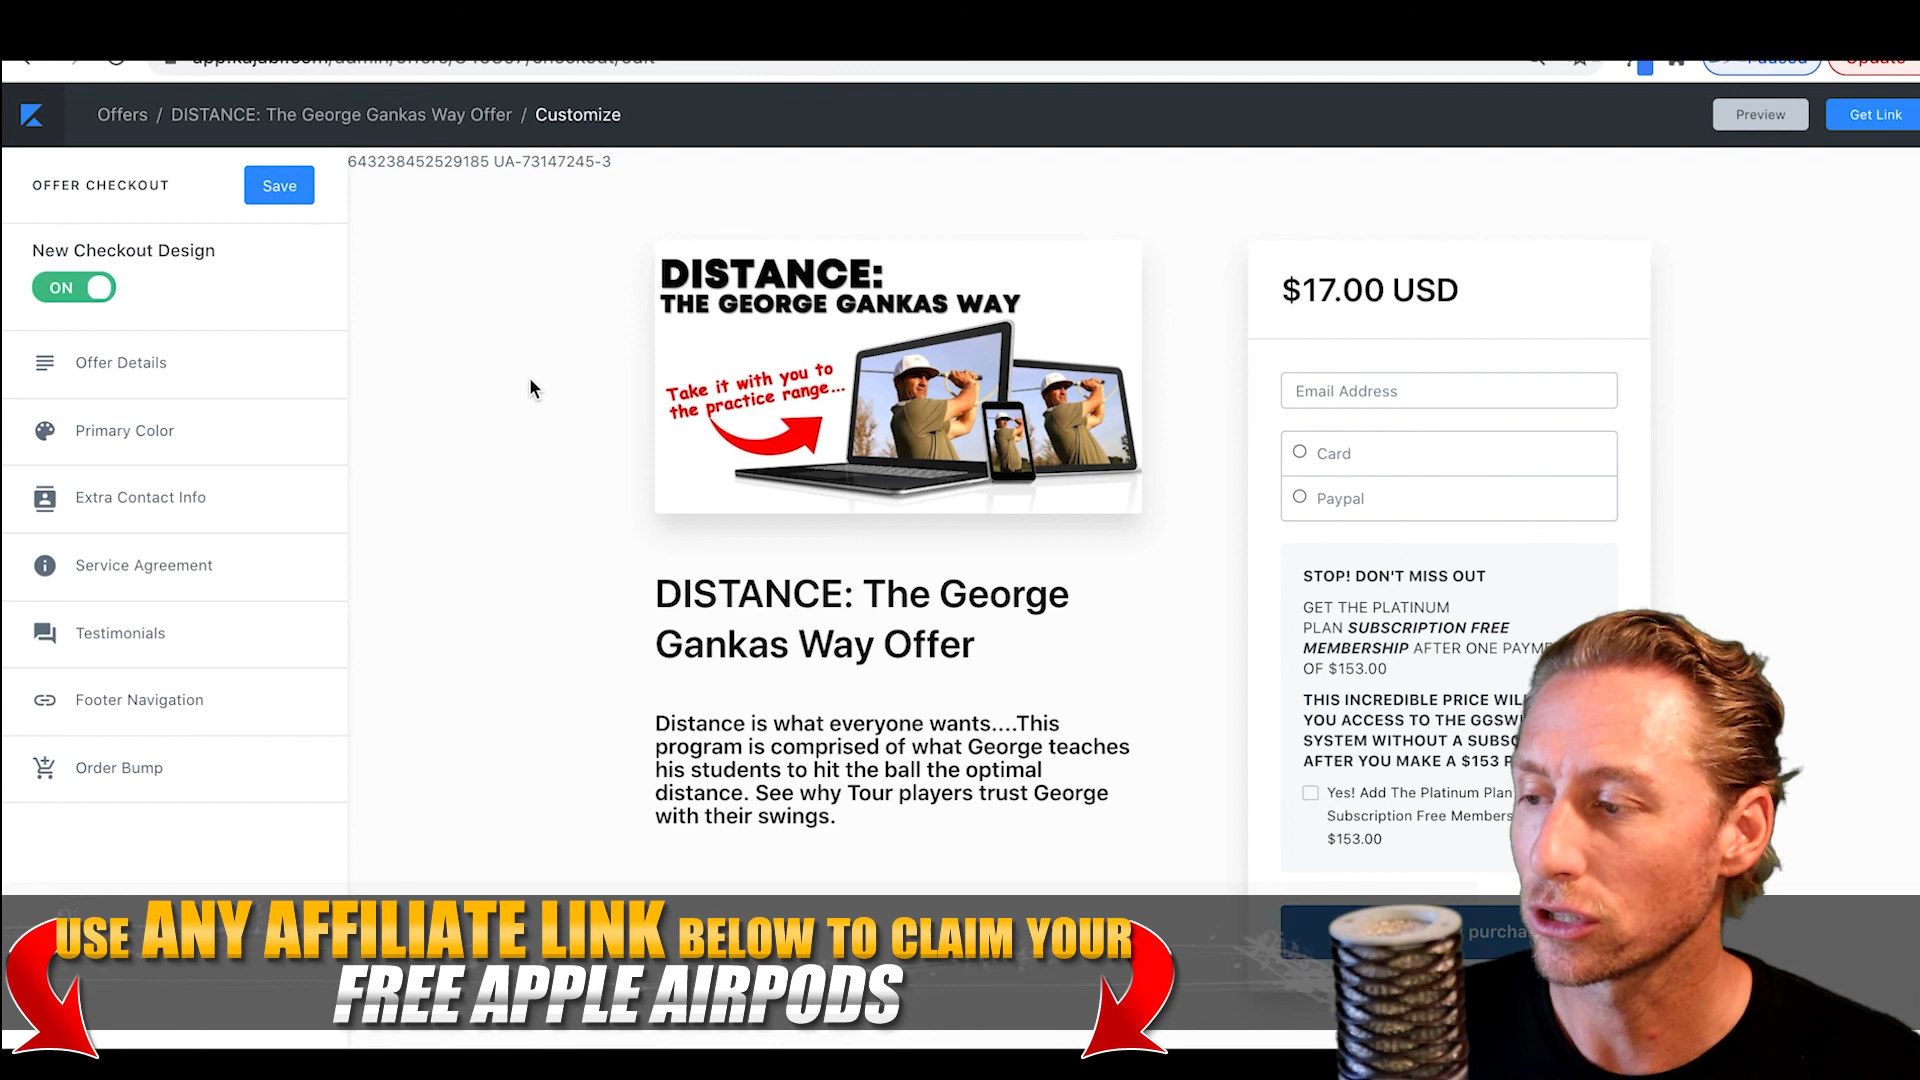 Offers / DISTANCE: The George Gankas Way Offer / Customize
Preview
Get Link
OFFER CHECKOUT
Save
643238452529185 UA-73147245-3
New Checkout Design
ON
Offer Details
Primary Color
Extra Contact Info
Service Agreement
Testimonials
Footer Navigation
Order Bump
DISTANCE:
THE GEORGE GANKAS WAY
Take it with you to
the practice range...
DISTANCE: The George
Gankas Way Offer
Distance is what everyone wants....This
program is comprised of what George teaches
his students to hit the ball the optimal
distance. See why Tour players trust George
with their swings.
$17.00 USD
Email Address
Card
Paypal
STOP! DON'T MISS OUT
GET THE PLATINUM
PLAN SUBSCRIPTION FREE
MEMBERSHIP AFTER ONE
OF $153.00
THIS INCREDIBLE PRICE
YOU ACCESS TO THE
SYSTEM WITHOUT A
AFTER YOU MAKE A $153
Yes! Add The Platinum Plan
Subscription Free
$153.00
USE ANY AFFILIATE LINK BELOW TO CLAIM YOUR
FREE APPLE AIRPODS